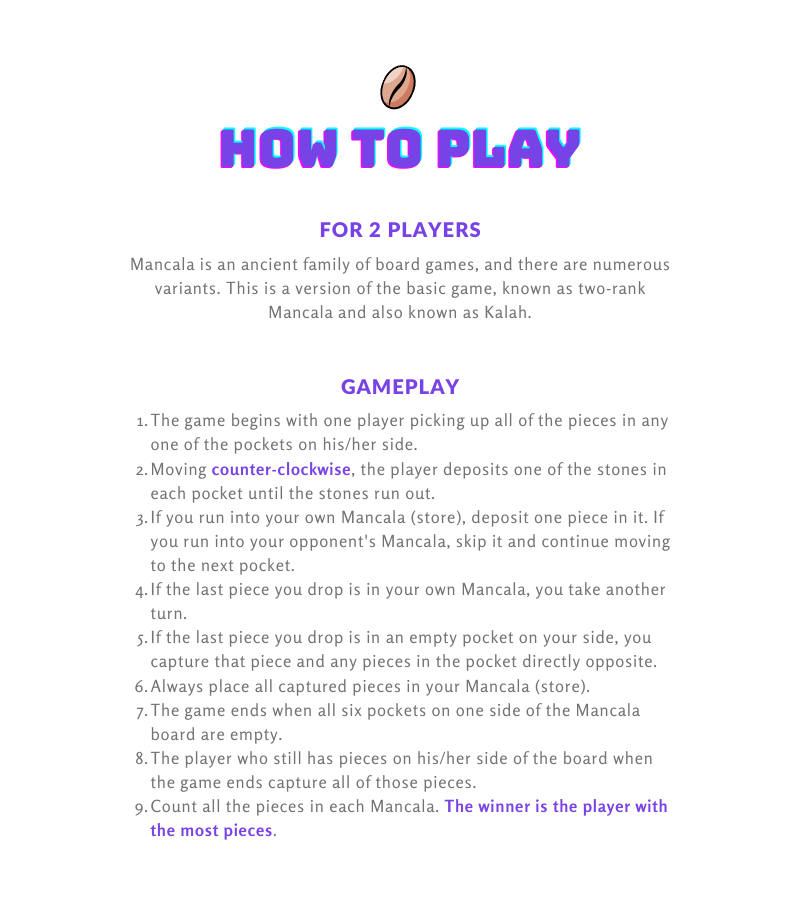 HOW TO PLAY
FOR 2 PLAYERS
Mancala is an ancient family of board games, and there are numerous
variants. This is a version of the basic game, known as two-rank
Mancala and also known as Kalah.
GAMEPLAY
1. The game begins with one player picking up all of the pieces in any
one of the pockets on his/her side.
2. Moving counter-clockwise, the player deposits one of the stones in
each pocket until the stones run out.
3. If you run into your own Mancala (store), deposit one piece in it. If
you run into your opponent's Mancala, skip it and continue moving
to the next pocket.
4. If the last piece you drop is in your own Mancala, you take another
turn.
5. If the last piece you drop is in an empty pocket on your side, you
capture that piece and any pieces in the pocket directly opposite.
6. Always place all captured pieces in your Mancala (store).
7. The game ends when all six pockets on one side of the Mancala
board are empty.
8. The player who still has pieces on his/her side of the board when
the game ends capture all of those pieces.
9. Count all the pieces in each Mancala. The winner is the player with
the most pieces.